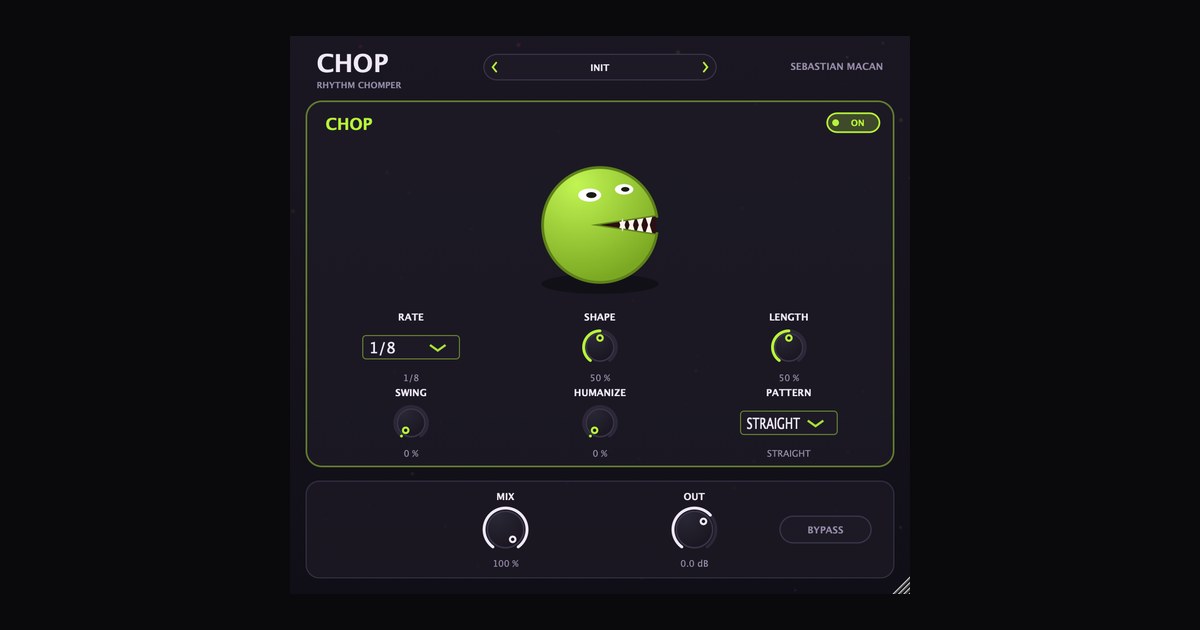 CHOP
RHYTHM CHOMPER
INIT
SEBASTIAN MACAN
CHOP
ON
RATE
SHAPE
LENGTH
1/8
1/8
50 %
50 %
SWING
HUMANIZE
PATTERN
STRAIGHT
0 %
0 %
STRAIGHT
MIX
OUT
BYPASS
100 %
0.0 dB